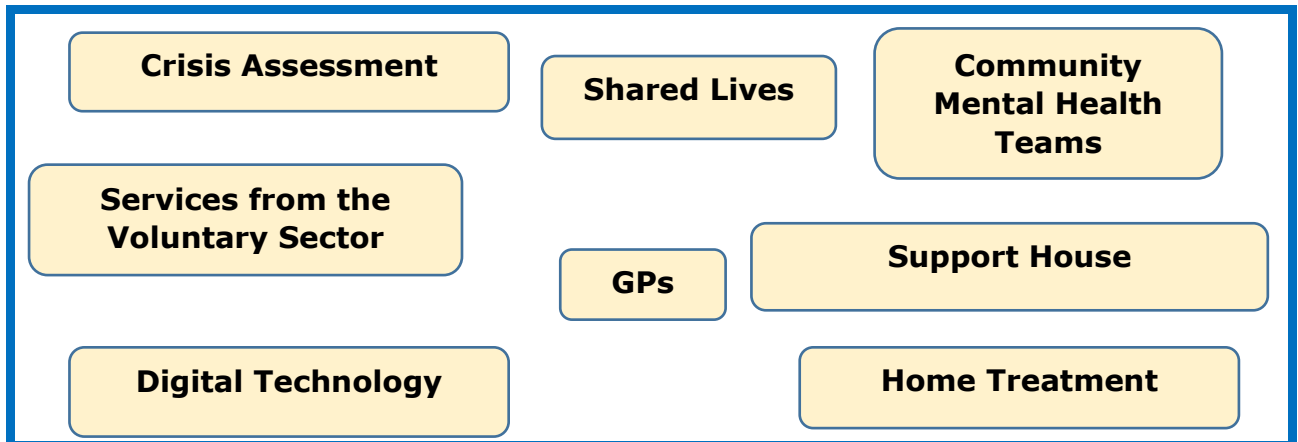 Crisis Assessment
Shared Lives
Community
Mental Health
Teams
Services from the
Voluntary Sector
GPs
Support House
Digital Technology
Home Treatment